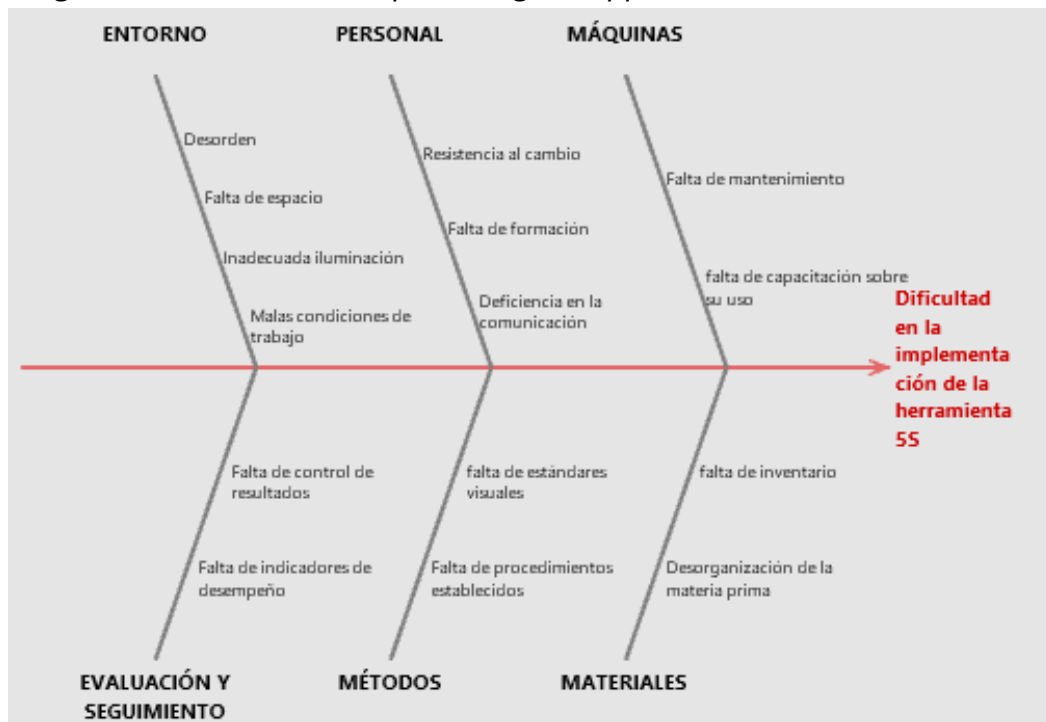 ENTORNO
PERSONAL
MÁQUINAS
Desorden
Falta de espacio
Inadecuada iluminación
Malas condiciones de
trabajo
Resistencia al cambio
Falta de formación
Deficiencia en la
comunicación
Falta de mantenimiento
falta de capacitación sobre
su uso
Dificultad
en la
implementa
ción de la
herramienta
5S
Falta de control de
resultados
Falta de indicadores de
desempeño
falta de estándares
visuales
Falta de procedimientos
establecidos
falta de inventario
Desorganización de la
materia prima
EVALUACIÓN Y
SEGUIMIENTO
MÉTODOS
MATERIALES